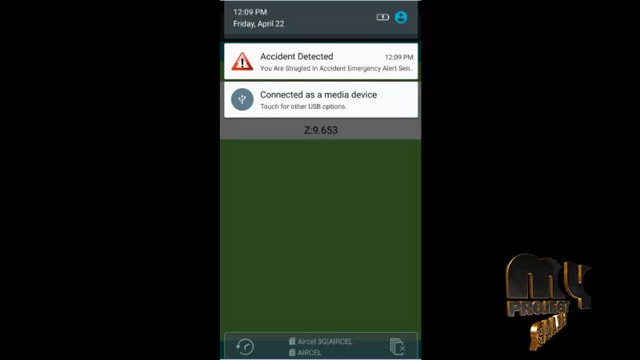 12:09 PM
Friday, April 22
Accident Detected
12:09 PM
You Are Strugled In Accident Emergency Alert Sen..
Connected as a media device
Touch for other USB options.
Z:9.653
Aircel 3G|AIRCEL
AIRCEL
MY
PROJECT